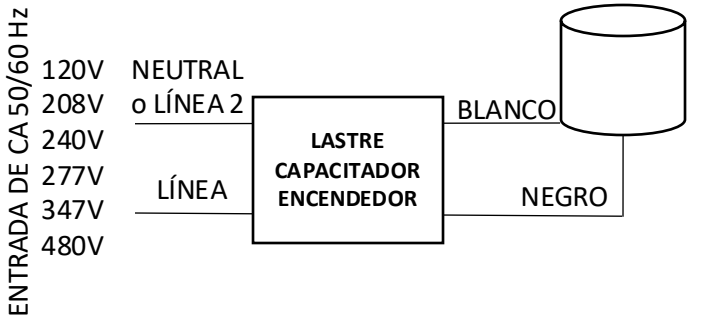 ENTRADA DE CA 50/60 Hz
120V NEUTRAL
208V o LÍNEA 2
240V
277V
347V
480V
LÍNEA
LASTRE
CAPACITADOR
ENCENDEDOR
BLANCO
NEGRO